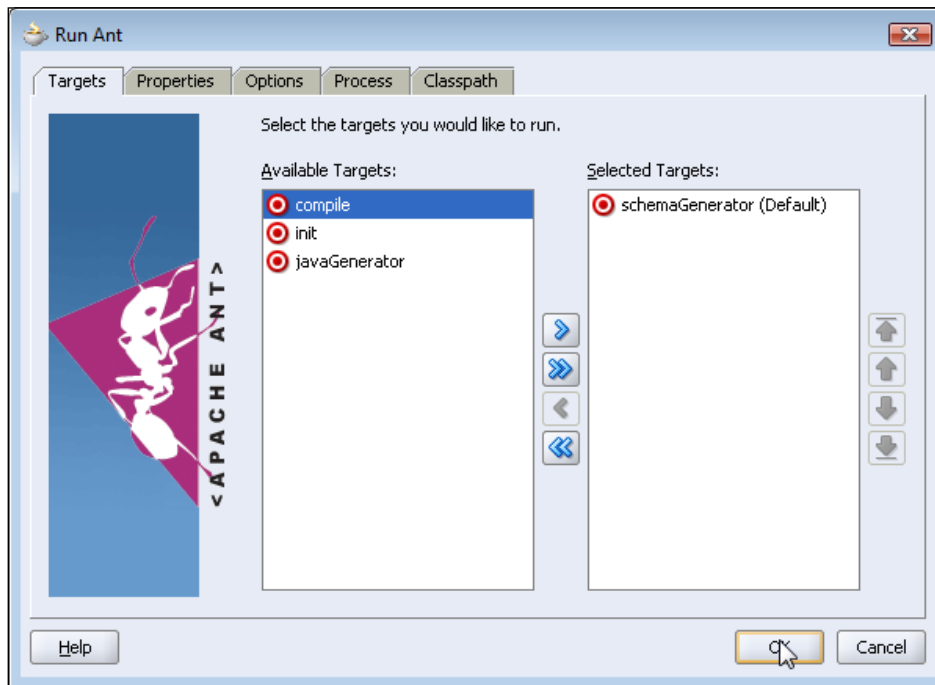 Run Ant
Targets Properties Options Process Classpath
Select the targets you would like to run.
Available Targets:
Selected Targets:
compile
init
javaGenerator
schemaGenerator (Default)
<APACHE ANT>
Help
Cancel